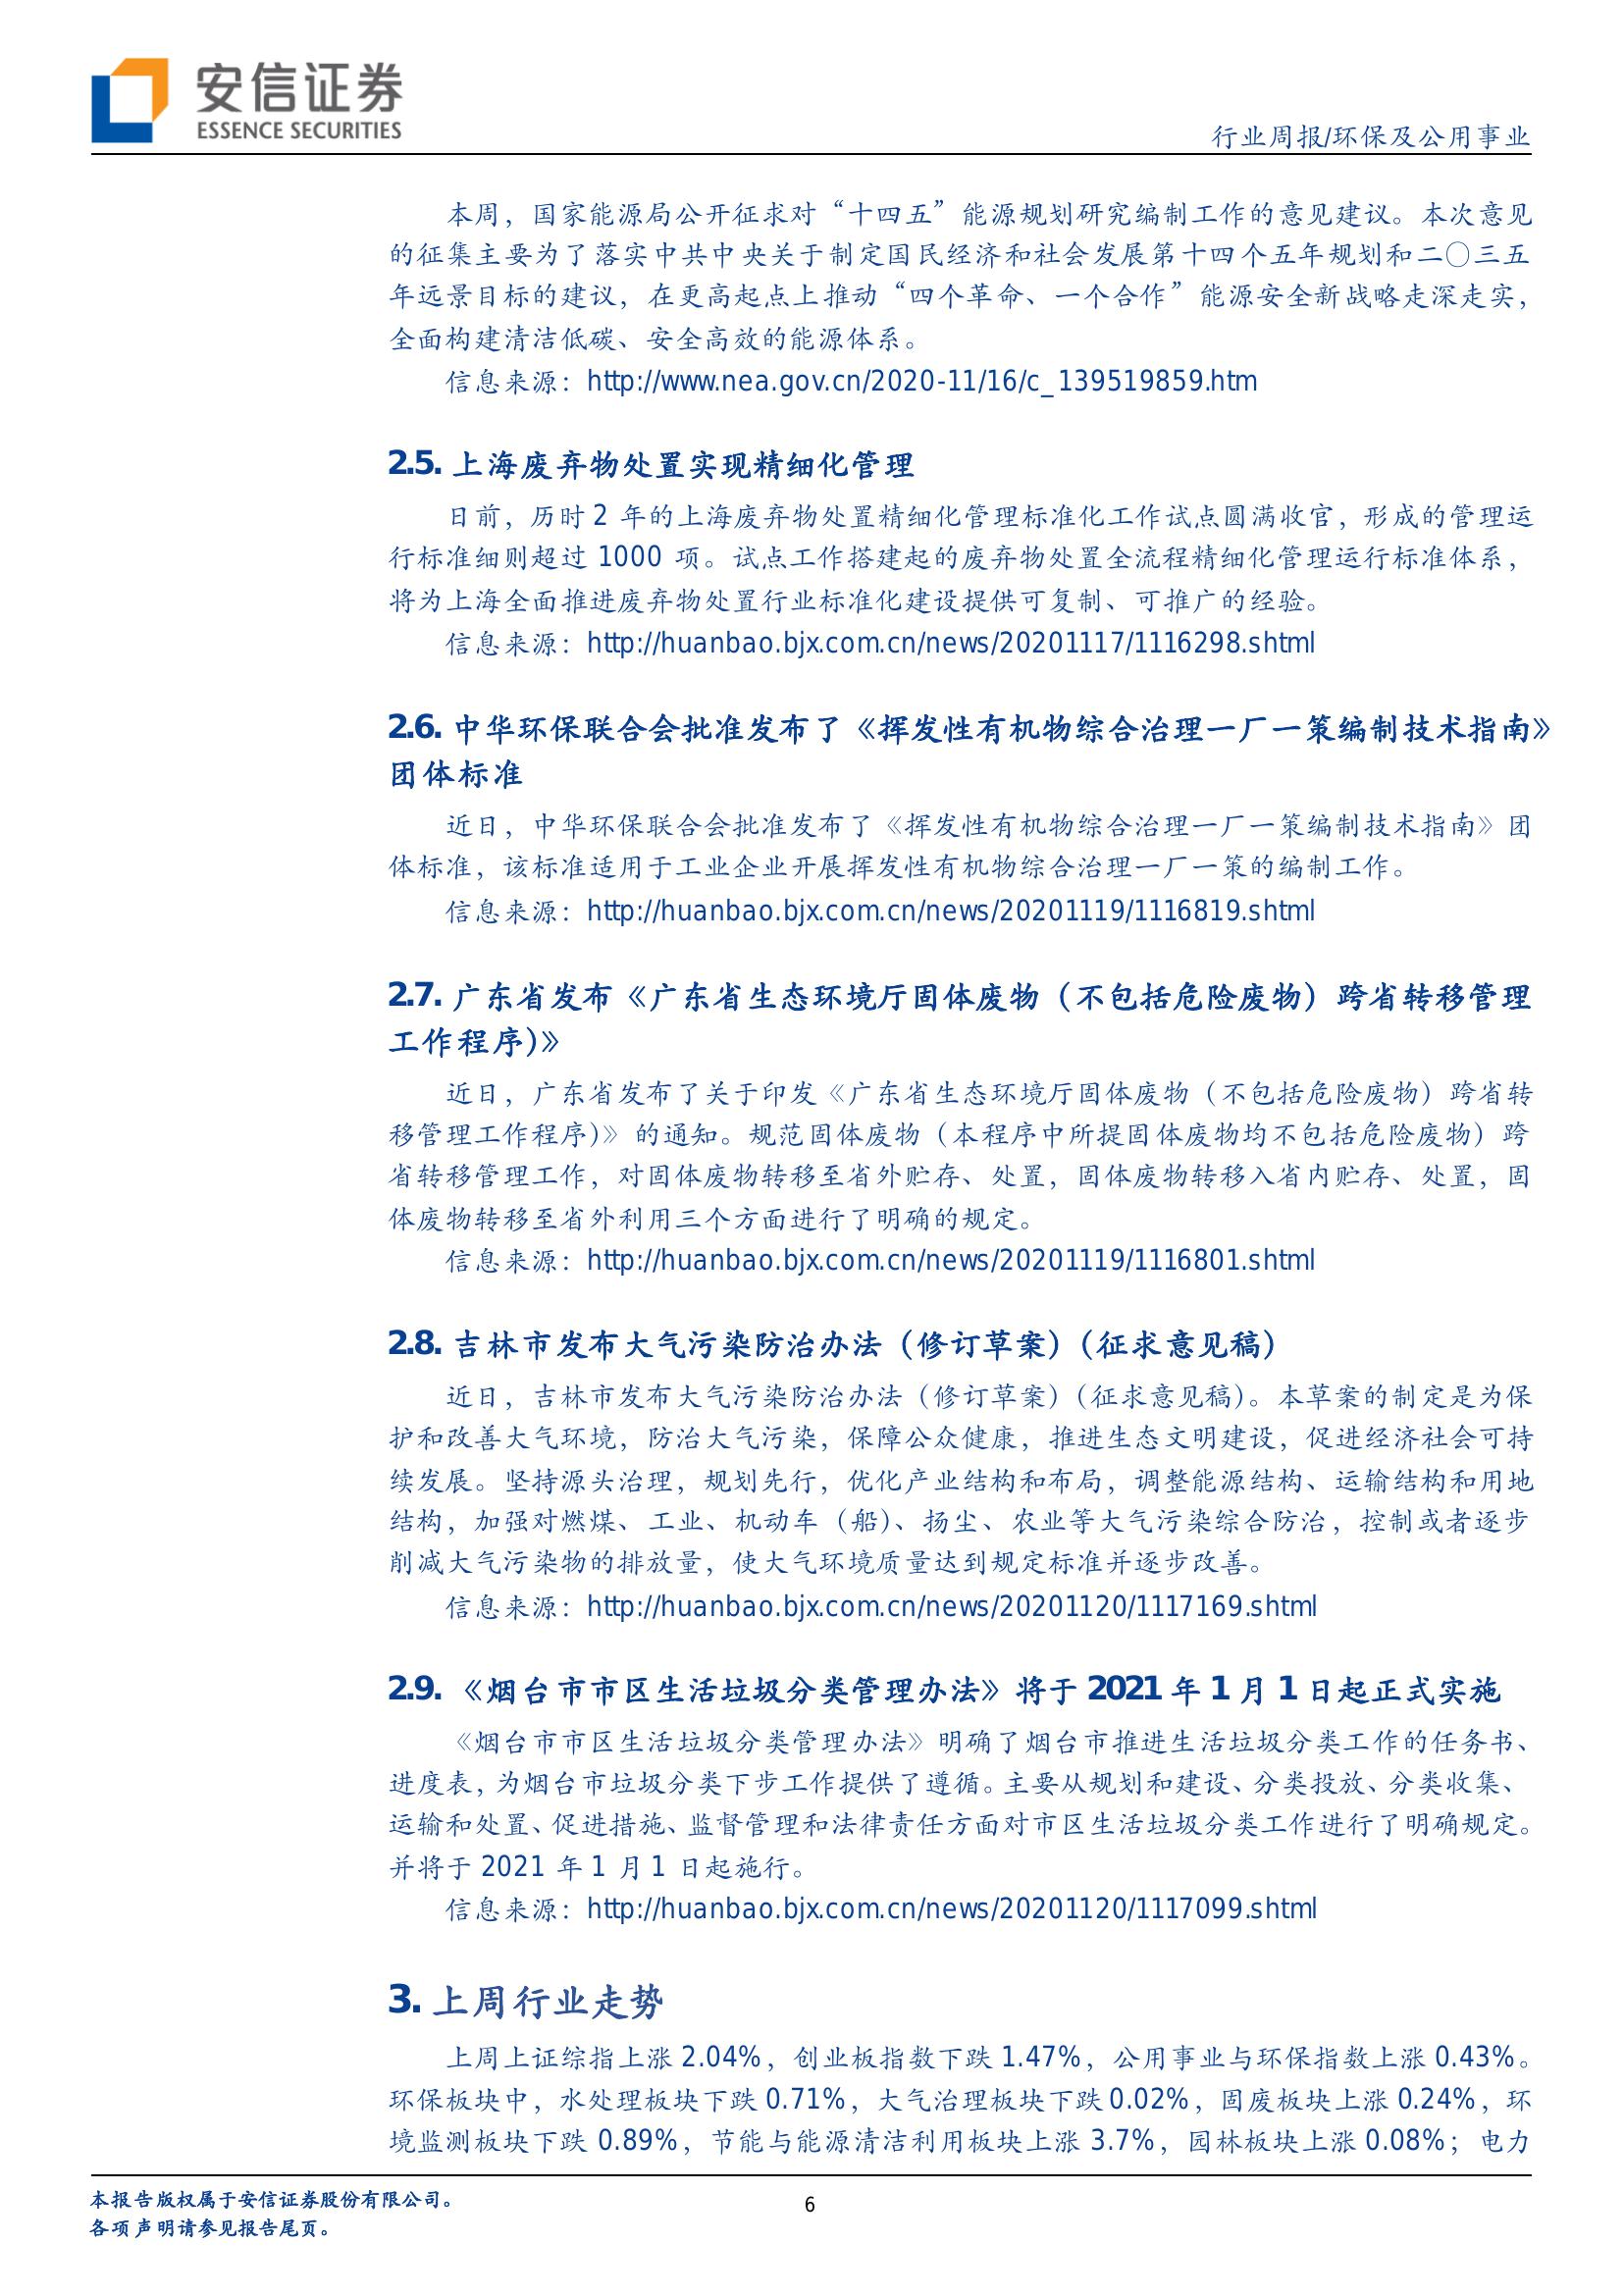 安信证券
ESSENCE SECURITIES
行业周报/环保及公用事业
本周，国家能源局公开征求对“十四五”能源规划研究编制工作的意见建议。本次意见
的征集主要为了落实中共中央关于制定国民经济和社会发展第十四个五年规划和二〇三五
年远景目标的建议，在更高起点上推动“四个革命、一个合作”能源安全新战略走深走实，
全面构建清洁低碳、安全高效的能源体系。
信息来源：http://www.nea.gov.cn/2020-11/16/c_139519859.htm
2.5. 上海废弃物处置实现精细化管理
日前，历时 2 年的上海废弃物处置精细化管理标准化工作试点圆满收官，形成的管理运
行标准细则超过 1000 项。试点工作搭建起的废弃物处置全流程精细化管理运行标准体系，
将为上海全面推进废弃物处置行业标准化建设提供可复制、可推广的经验。
信息来源：http://huanbao.bjx.com.cn/news/20201117/1116298.shtml
2.6. 中华环保联合会批准发布了《挥发性有机物综合治理一厂一策编制技术指南》
团体标准
近日，中华环保联合会批准发布了《挥发性有机物综合治理一厂一策编制技术指南》团
体标准，该标准适用于工业企业开展挥发性有机物综合治理一厂一策的编制工作。
信息来源：http://huanbao.bjx.com.cn/news/20201119/1116819.shtml
2.7. 广东省发布《广东省生态环境厅固体废物（不包括危险废物）跨省转移管理
工作程序)》
近日，广东省发布了关于印发《广东省生态环境厅固体废物（不包括危险废物）跨省转
移管理工作程序)》的通知。规范固体废物（本程序中所提固体废物均不包括危险废物）跨
省转移管理工作，对固体废物转移至省外贮存、处置，固体废物转移入省内贮存、处置，固
体废物转移至省外利用三个方面进行了明确的规定。
信息来源：http://huanbao.bjx.com.cn/news/20201119/1116801.shtml
2.8. 吉林市发布大气污染防治办法（修订草案）（征求意见稿）
近日，吉林市发布大气污染防治办法（修订草案）（征求意见稿）。本草案的制定是为保
护和改善大气环境，防治大气污染，保障公众健康，推进生态文明建设，促进经济社会可持
续发展。坚持源头治理，规划先行，优化产业结构和布局，调整能源结构、运输结构和用地
结构，加强对燃煤、工业、机动车（船）、扬尘、农业等大气污染综合防治，控制或者逐步
削减大气污染物的排放量，使大气环境质量达到规定标准并逐步改善。
信息来源：http://huanbao.bjx.com.cn/news/20201120/1117169.shtml
2.9. 《烟台市市区生活垃圾分类管理办法》将于 2021 年 1 月 1 日起正式实施
《烟台市市区生活垃圾分类管理办法》明确了烟台市推进生活垃圾分类工作的任务书、
进度表，为烟台市垃圾分类下步工作提供了遵循。主要从规划和建设、分类投放、分类收集、
运输和处置、促进措施、监督管理和法律责任方面对市区生活垃圾分类工作进行了明确规定。
并将于 2021 年 1 月 1 日起施行。
信息来源：http://huanbao.bjx.com.cn/news/20201120/1117099.shtml
3. 上周行业走势
上周上证综指上涨 2.04%，创业板指数下跌 1.47%，公用事业与环保指数上涨 0.43%。
环保板块中，水处理板块下跌 0.71%，大气治理板块下跌 0.02%，固废板块上涨 0.24%，环
境监测板块下跌 0.89%，节能与能源清洁利用板块上涨 3.7%，园林板块上涨 0.08%；电力
本报告版权属于安信证券股份有限公司。
6
各项声明请参见报告尾页。